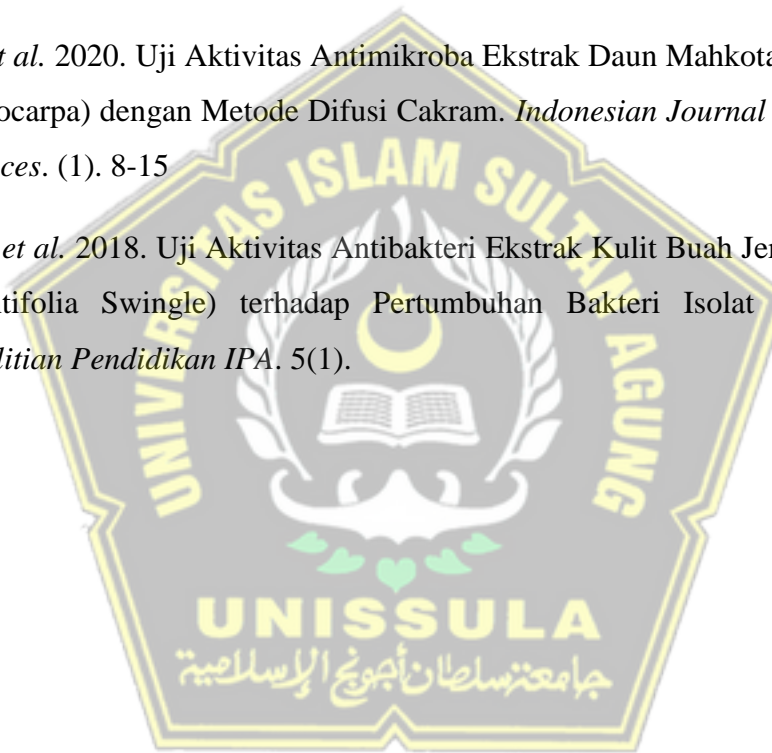 et al. 2020. Uji Aktivitas Antimikroba Ekstrak Daun Mahkota
ocarpa) dengan Metode Difusi Cakram. Indonesian Journal
ces. (1). 8-15
et al. 2018. Uji Aktivitas Antibakteri Ekstrak Kulit Buah Jer
tifolia Swingle) terhadap Pertumbuhan Bakteri Isolat
litian Pendidikan IPA. 5(1).
UNIVERSITAS ISLAM SULTAN AGUNG
UNISSULA
جامعة سلطان أجونج الإسلامية